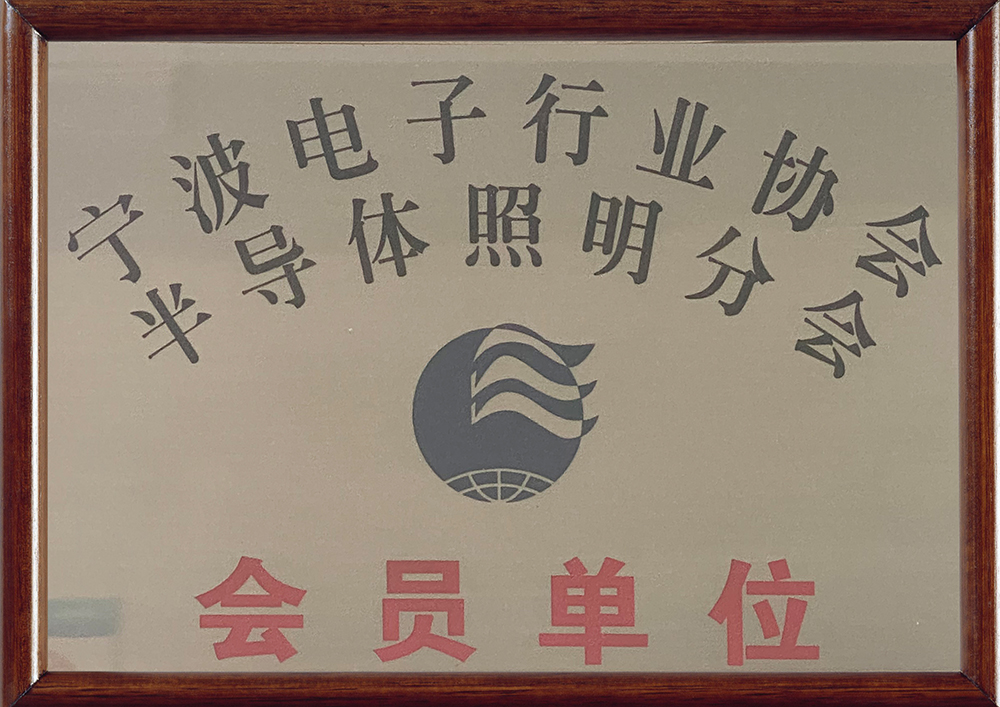 宁波电子行业协会
半导体照明分会
会员单位